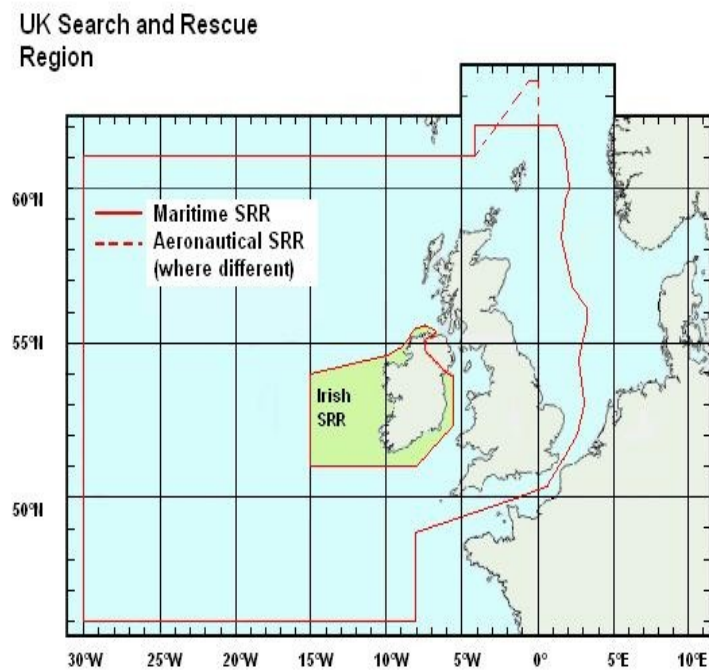 UK Search and Rescue
Region
60°N
Maritime SRR
Aeronautical SRR
(where different)
55°N
Irish
SRR
50°N
30°W 25°W 20°W 15°W 10°W 5°W 0° 5°E 10°E